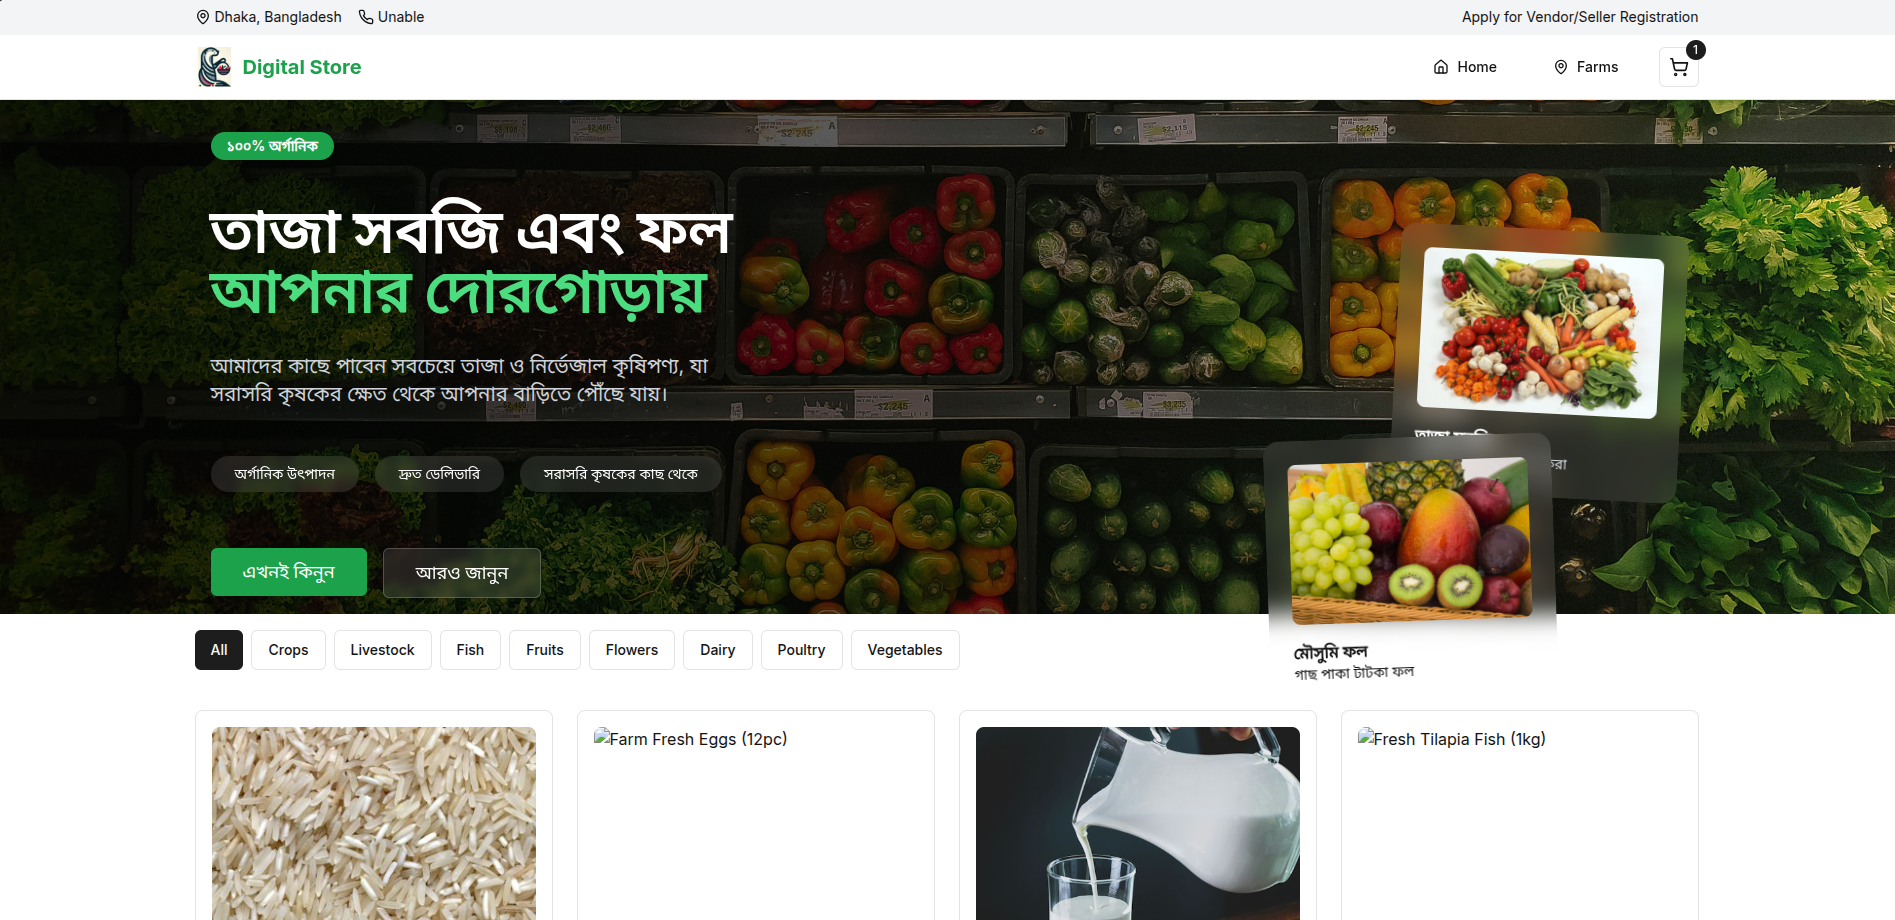 Dhaka, Bangladesh Unable Apply for Vendor/Seller Registration
Digital Store Home Farms 1
১০০% অর্গানিক
তাজা সবজি এবং ফল
আপনার দোরগোড়ায়
আমাদের কাছে পাবেন সবচেয়ে তাজা ও নির্ভেজাল কৃষিপণ্য, যা
সরাসরি কৃষকের ক্ষেত থেকে আপনার বাড়িতে পৌঁছে যায়।
অর্গানিক উৎপাদন দ্রুত ডেলিভারি সরাসরি কৃষকের কাছ থেকে
এখনই কিনুন আরও জানুন
মৌসুমি ফল
গাছ পাকা টাটকা ফল
All Crops Livestock Fish Fruits Flowers Dairy Poultry Vegetables
Farm Fresh Eggs (12pc) Fresh Tilapia Fish (1kg)